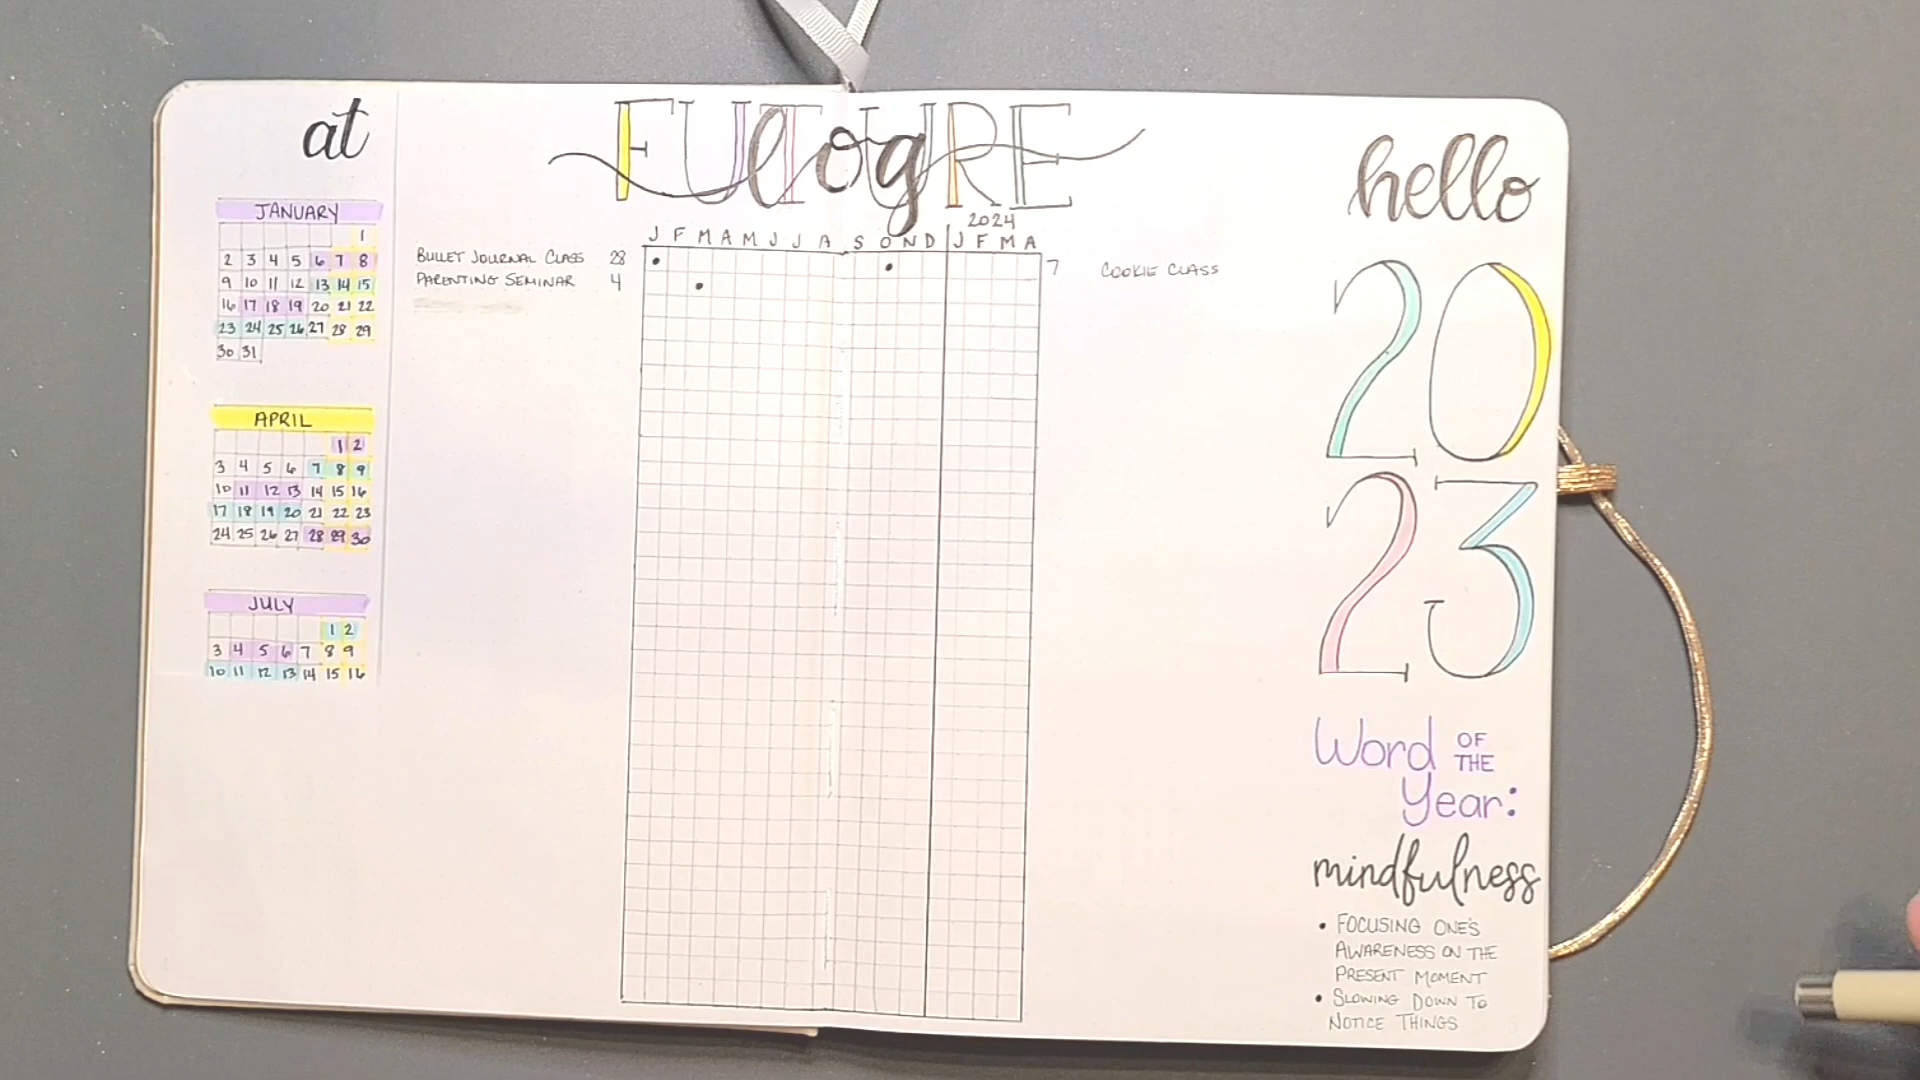 at
JANUARY
1
2 3 4 5 6 7 8
9 10 11 12 13 14 15
16 17 18 19 20 21 22
23 24 25 26 27 28 29
30 31
APRIL
1 2
3 4 5 6 7 8 9
10 11 12 13 14 15 16
17 18 19 20 21 22 23
24 25 26 27 28 29 30
JULY
1 2
3 4 5 6 7 8 9
10 11 12 13 14 15 16
FUTURE
log
2024
J F M A M J J A S O N D J F M A
BULLET JOURNAL CLASS 28
PARENTING SEMINAR 4
7 COOKIE CLASS
hello
20
23
Word OF THE
Year:
mindfulness
• FOCUSING ONE'S
AWARENESS ON THE
PRESENT MOMENT
• SLOWING DOWN TO
NOTICE THINGS